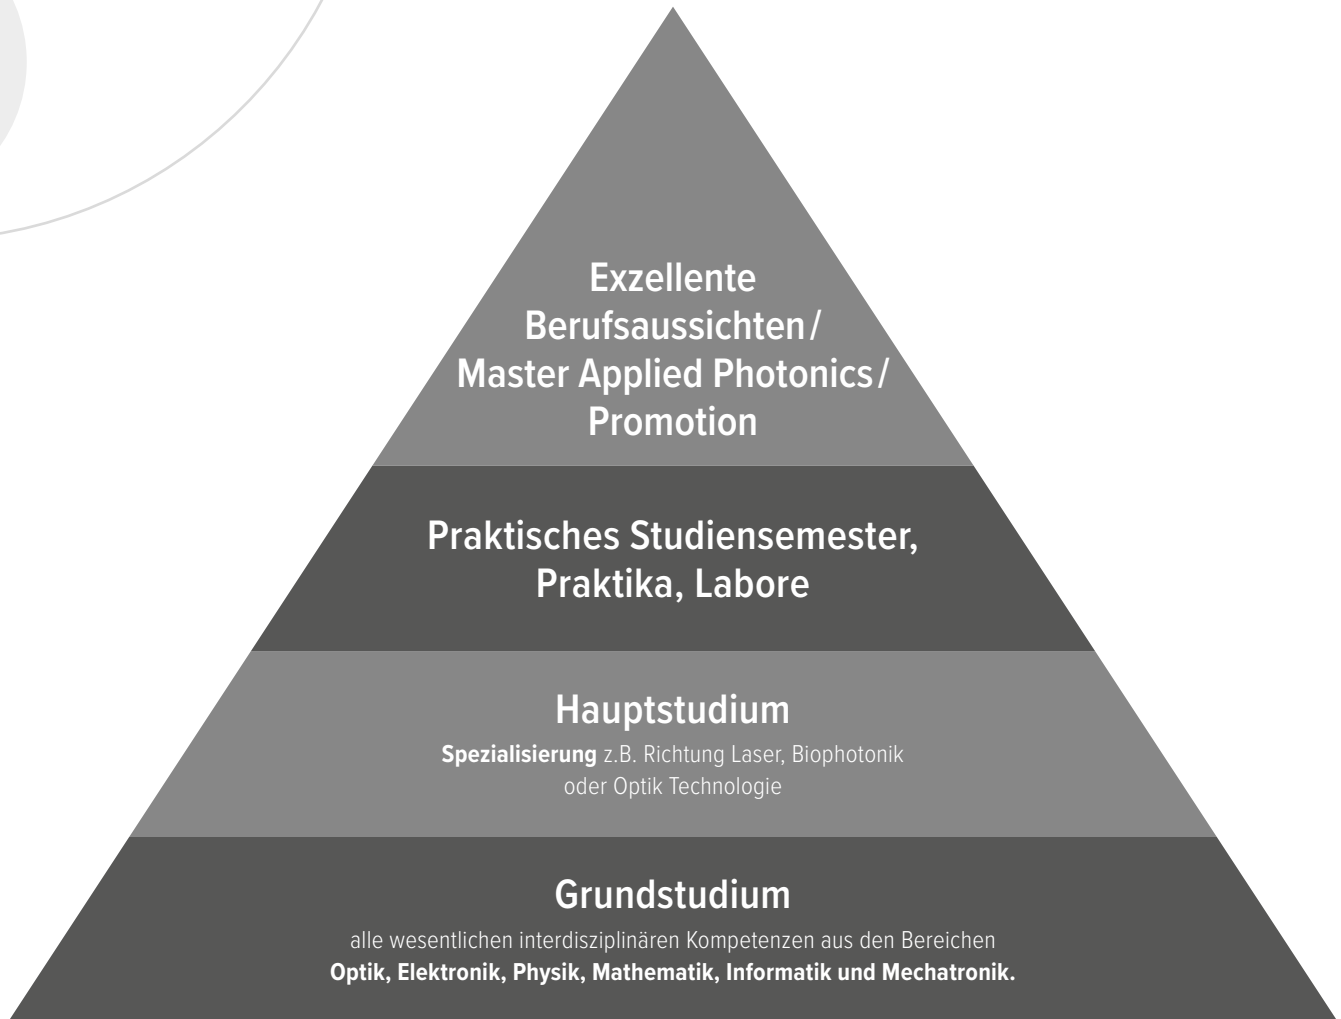 Exzellente
Berufsaussichten/
Master Applied Photonics/
Promotion
Praktisches Studiensemester,
Praktika, Labore
Hauptstudium
Spezialisierung z.B. Richtung Laser, Biophotonik
oder Optik Technologie
Grundstudium
alle wesentlichen interdisziplinären Kompetenzen aus den Bereichen
Optik, Elektronik, Physik, Mathematik, Informatik und Mechatronik.